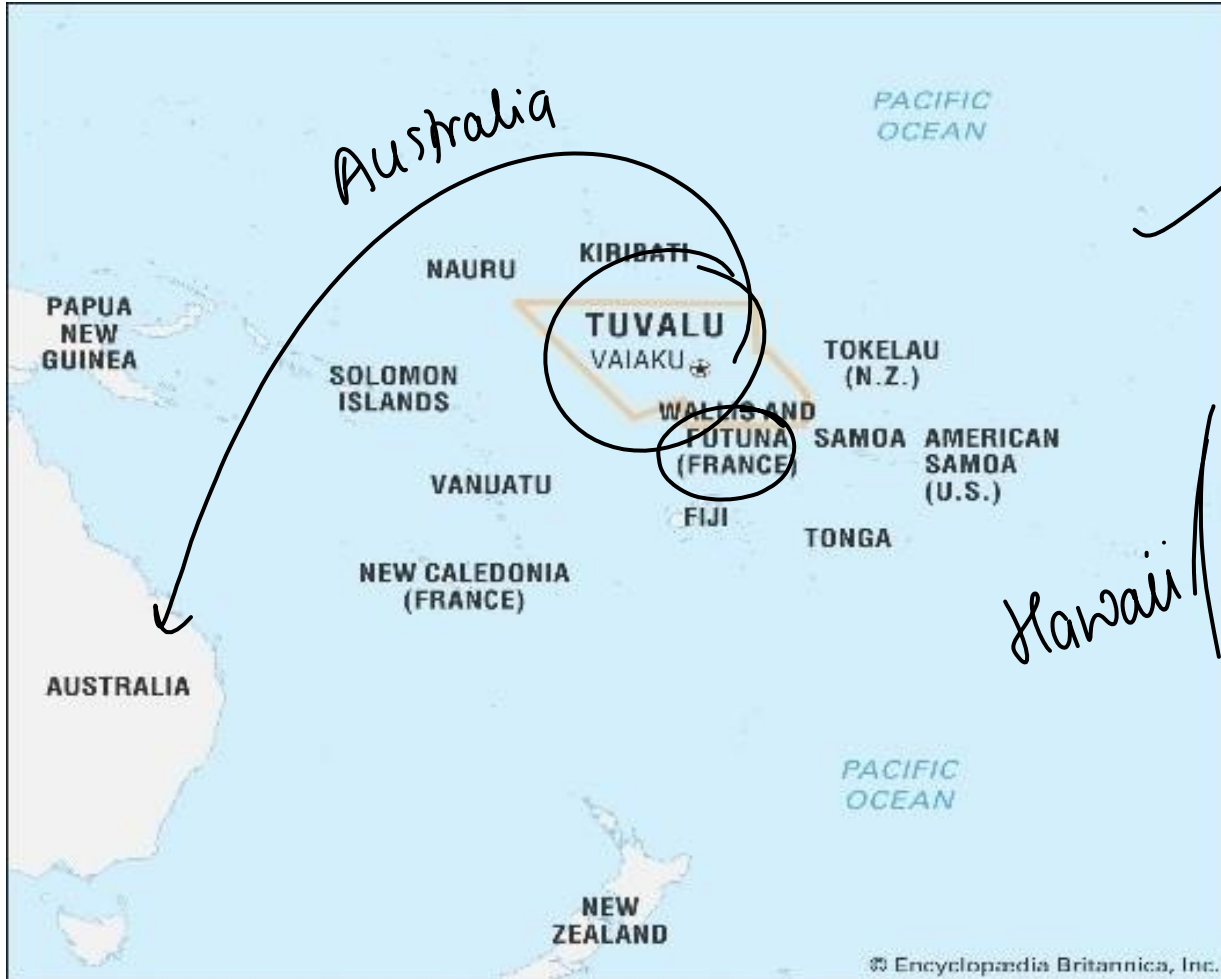 PACIFIC
OCEAN
Australia
KIRIBATI
NAURU
PAPUA
NEW
GUINEA
TUVALU
VAIAKU
TOKELAU
(N.Z.)
SOLOMON
ISLANDS
WALLIS AND
FUTUNA
(FRANCE)
SAMOA
AMERICAN
SAMOA
(U.S.)
VANUATU
FIJI
TONGA
NEW CALEDONIA
(FRANCE)
Hawaii
AUSTRALIA
PACIFIC
OCEAN
NEW
ZEALAND
© Encyclopædia Britannica, Inc.